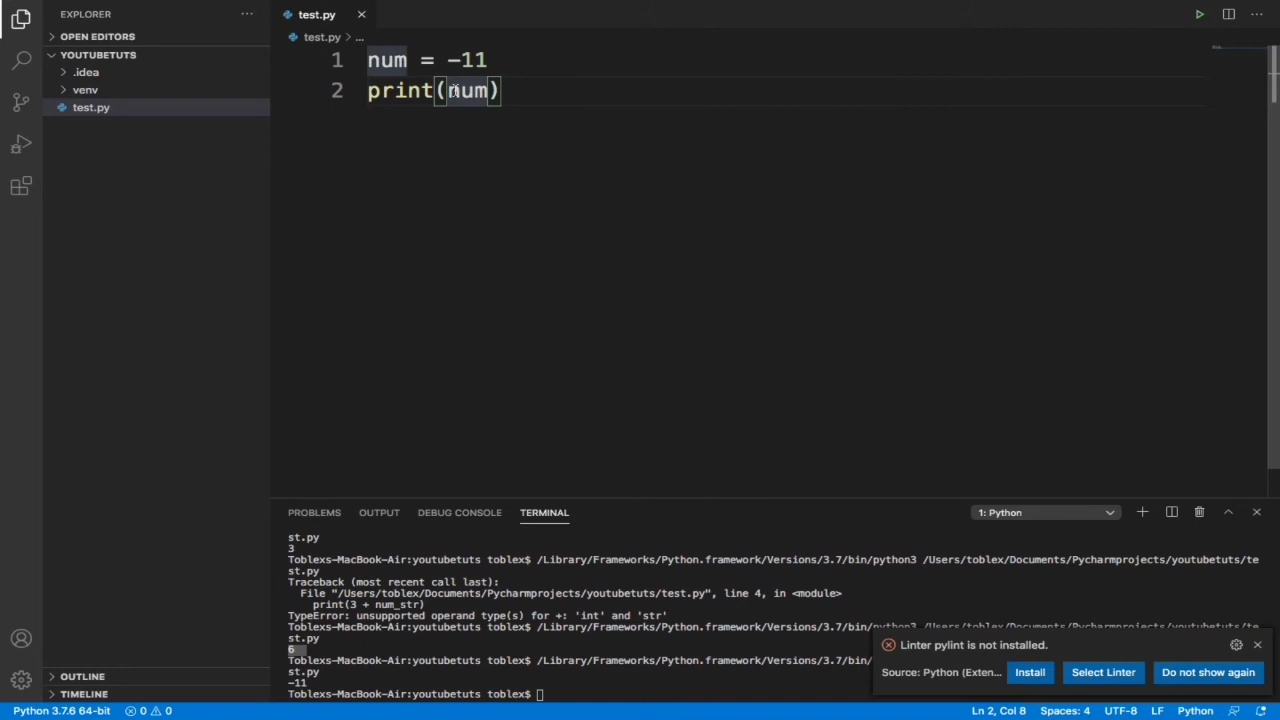 EXPLORER
test.py
OPEN EDITORS
test.py > ...
YOUTUBETUTS
.idea
venv
test.py
1 num = -11
2 print(num)
PROBLEMS OUTPUT DEBUG CONSOLE TERMINAL
1: Python
st.py
3
Toblexs-MacBook-Air:youtubetuts toblex$ /Library/Frameworks/Python.framework/Versions/3.7/bin/python3 /Users/toblex/Documents/Pycharmprojects/youtubetuts/te
st.py
Traceback (most recent call last):
File "/Users/toblex/Documents/Pycharmprojects/youtubetuts/test.py", line 4, in <module>
print(3 + num_str)
TypeError: unsupported operand type(s) for +: 'int' and 'str'
Toblexs-MacBook-Air:youtubetuts toblex$ /Library/Frameworks/Python.framework/Versions/3.7/bin/python3 /Users/toblex/Documents/Pycharmprojects/youtubetuts/te
st.py
6
Toblexs-MacBook-Air:youtubetuts toblex$ /Library/Frameworks/Python.framework/Versions/3.7/bin/
st.py
-11
Toblexs-MacBook-Air:youtubetuts toblex$
Linter pylint is not installed.
Source: Python (Exten... Install Select Linter Do not show again
OUTLINE
TIMELINE
Python 3.7.6 64-bit 0 0 Ln 2, Col 8 Spaces: 4 UTF-8 LF Python